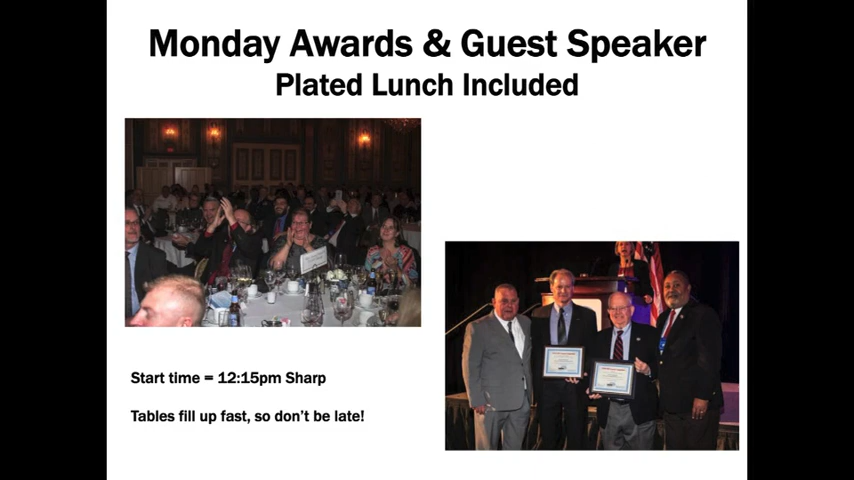 Monday Awards & Guest Speaker
Plated Lunch Included
Start time = 12:15pm Sharp
Tables fill up fast, so don't be late!